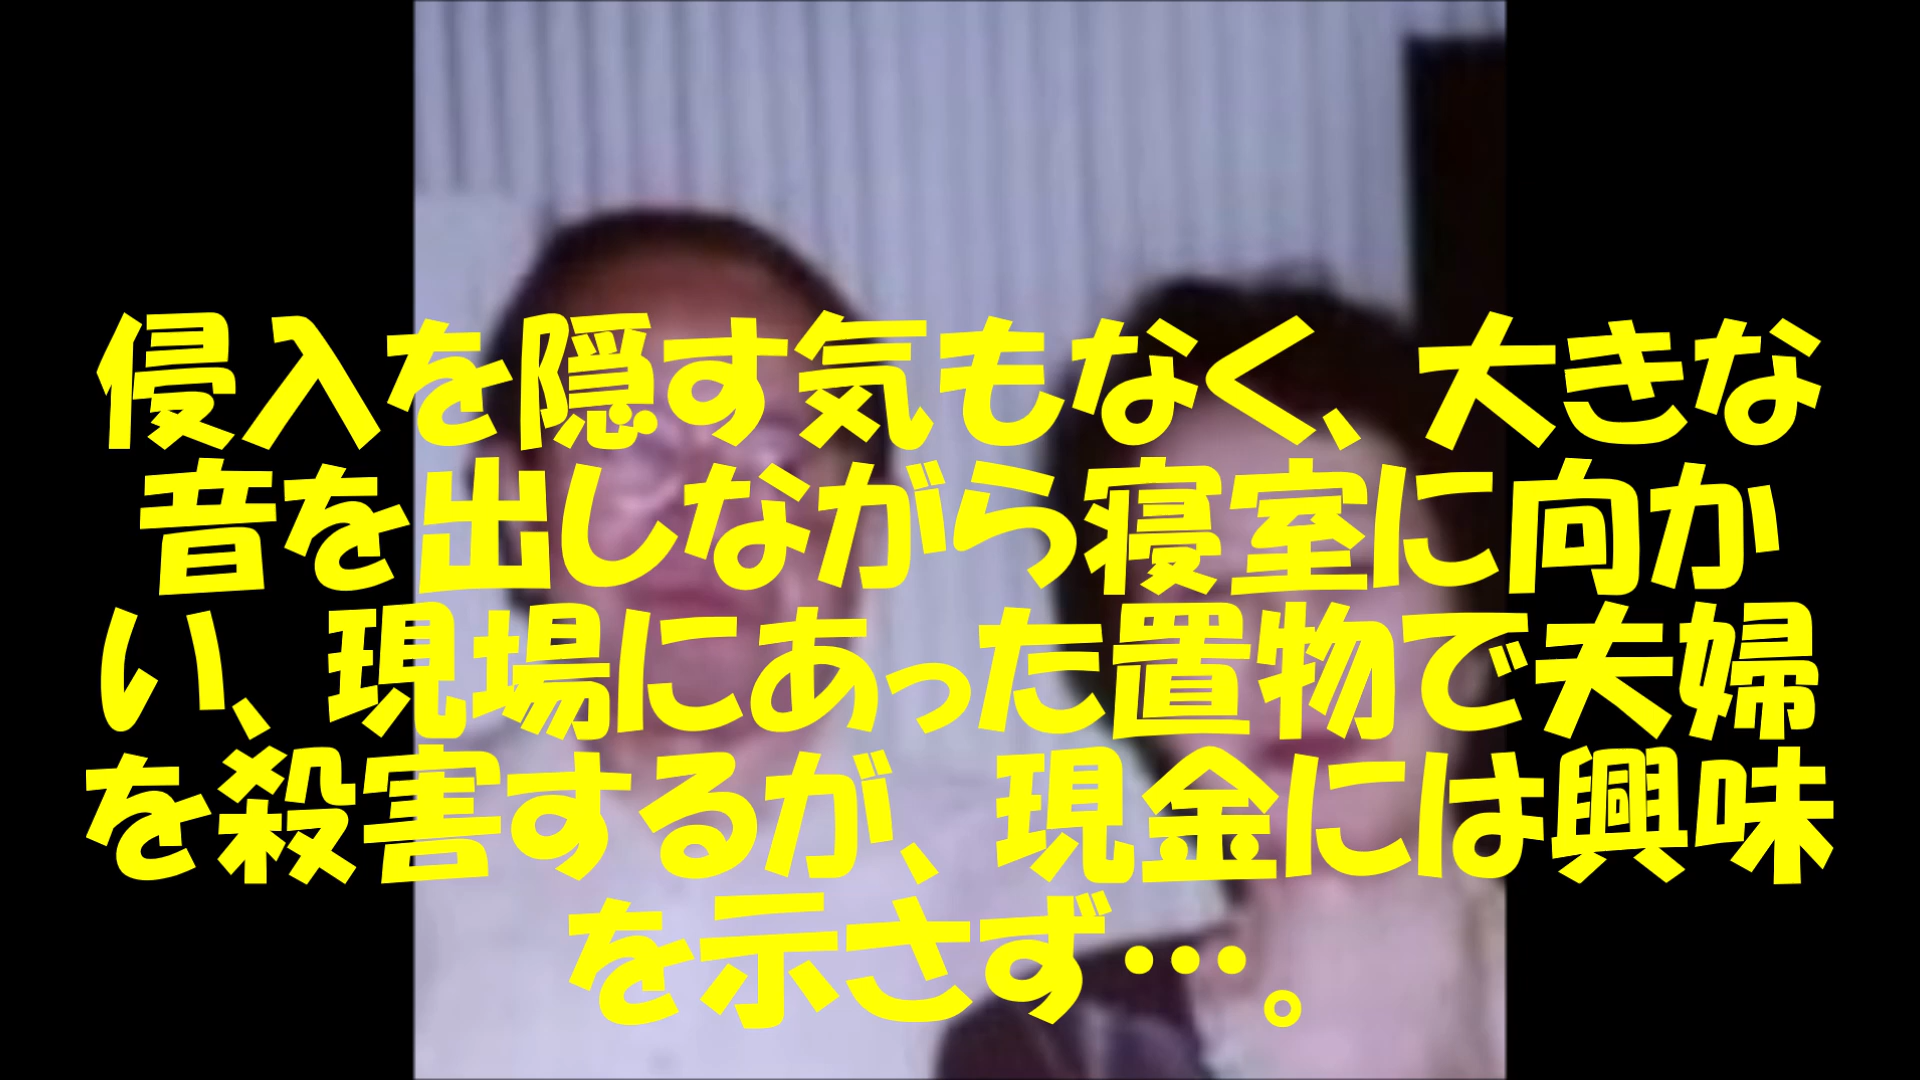 侵入を隠す気もなく、大きな
音を出しながら寝室に向か
い、現場にあった置物で夫婦
を殺害するが、現金には興味
を示さず…。